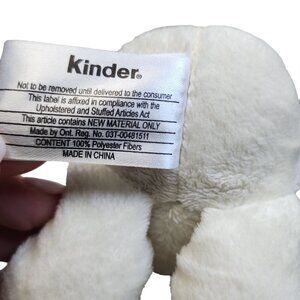 Kinder®
Not to be removed until delivered to the consumer
This label is affixed in compliance with the
Upholstered and Stuffed Articles Act
This article contains NEW MATERIAL ONLY
Made by Ont. Reg. No. 03T-00481511
CONTENT: 100% Polyester Fibers
MADE IN CHINA